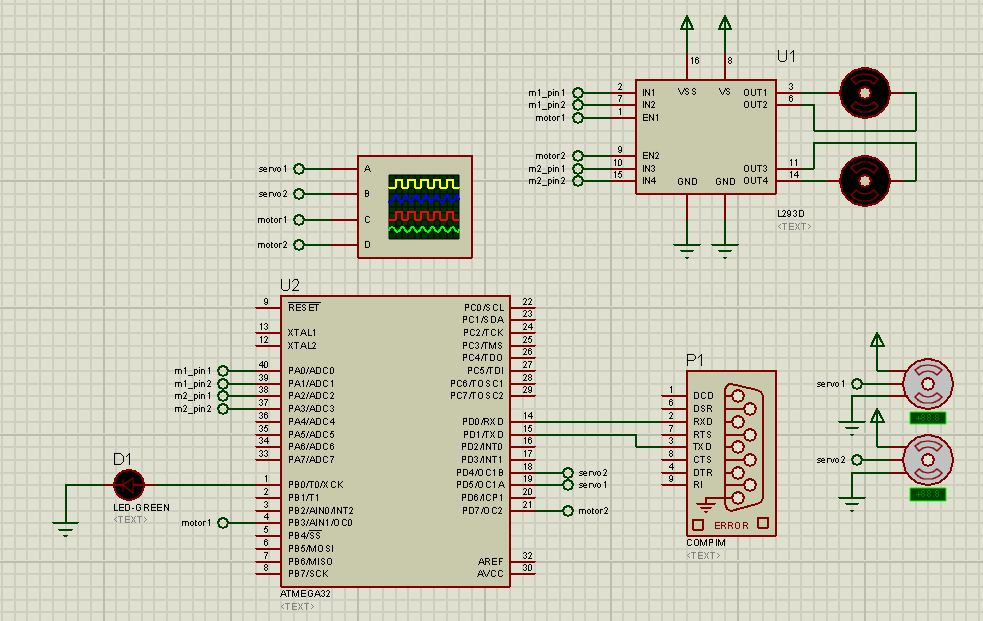 U1
16 8
m1_pin1 2 IN1 VSS VS OUT1 3
m1_pin2 7 IN2 OUT2 6
motor1 1 EN1
motor2 9 EN2
m2_pin1 10 IN3 OUT3 11
m2_pin2 15 IN4 GND GND OUT4 14
L293D
<TEXT>
servo1 A
servo2 B
motor1 C
motor2 D
U2
9 RESET PC0/SCL 22
PC1/SDA 23
13 XTAL1 PC2/TCK 24
12 XTAL2 PC3/TMS 25
PC4/TDO 26
m1_pin1 40 PA0/ADC0 PC5/TDI 27
m1_pin2 39 PA1/ADC1 PC6/TOSC1 28
m2_pin1 38 PA2/ADC2 PC7/TOSC2 29
m2_pin2 37 PA3/ADC3
36 PA4/ADC4 PD0/RXD 14
35 PA5/ADC5 PD1/TXD 15
34 PA6/ADC6 PD2/INT0 16
33 PA7/ADC7 PD3/INT1 17
PD4/OC1B 18 servo2
1 PB0/T0/XCK PD5/OC1A 19 servo1
2 PB1/T1 PD6/ICP1 20
3 PB2/AIN0/INT2 PD7/OC2 21 motor2
motor1 4 PB3/AIN1/OC0
5 PB4/SS
6 PB5/MOSI
7 PB6/MISO AREF 32
8 PB7/SCK AVCC 30
ATMEGA32
<TEXT>
D1
LED-GREEN
<TEXT>
P1
1 DCD
6 DSR
2 RXD
7 RTS
3 TXD
8 CTS
4 DTR
9 RI
ERROR
COMPIM
<TEXT>
servo1
servo2